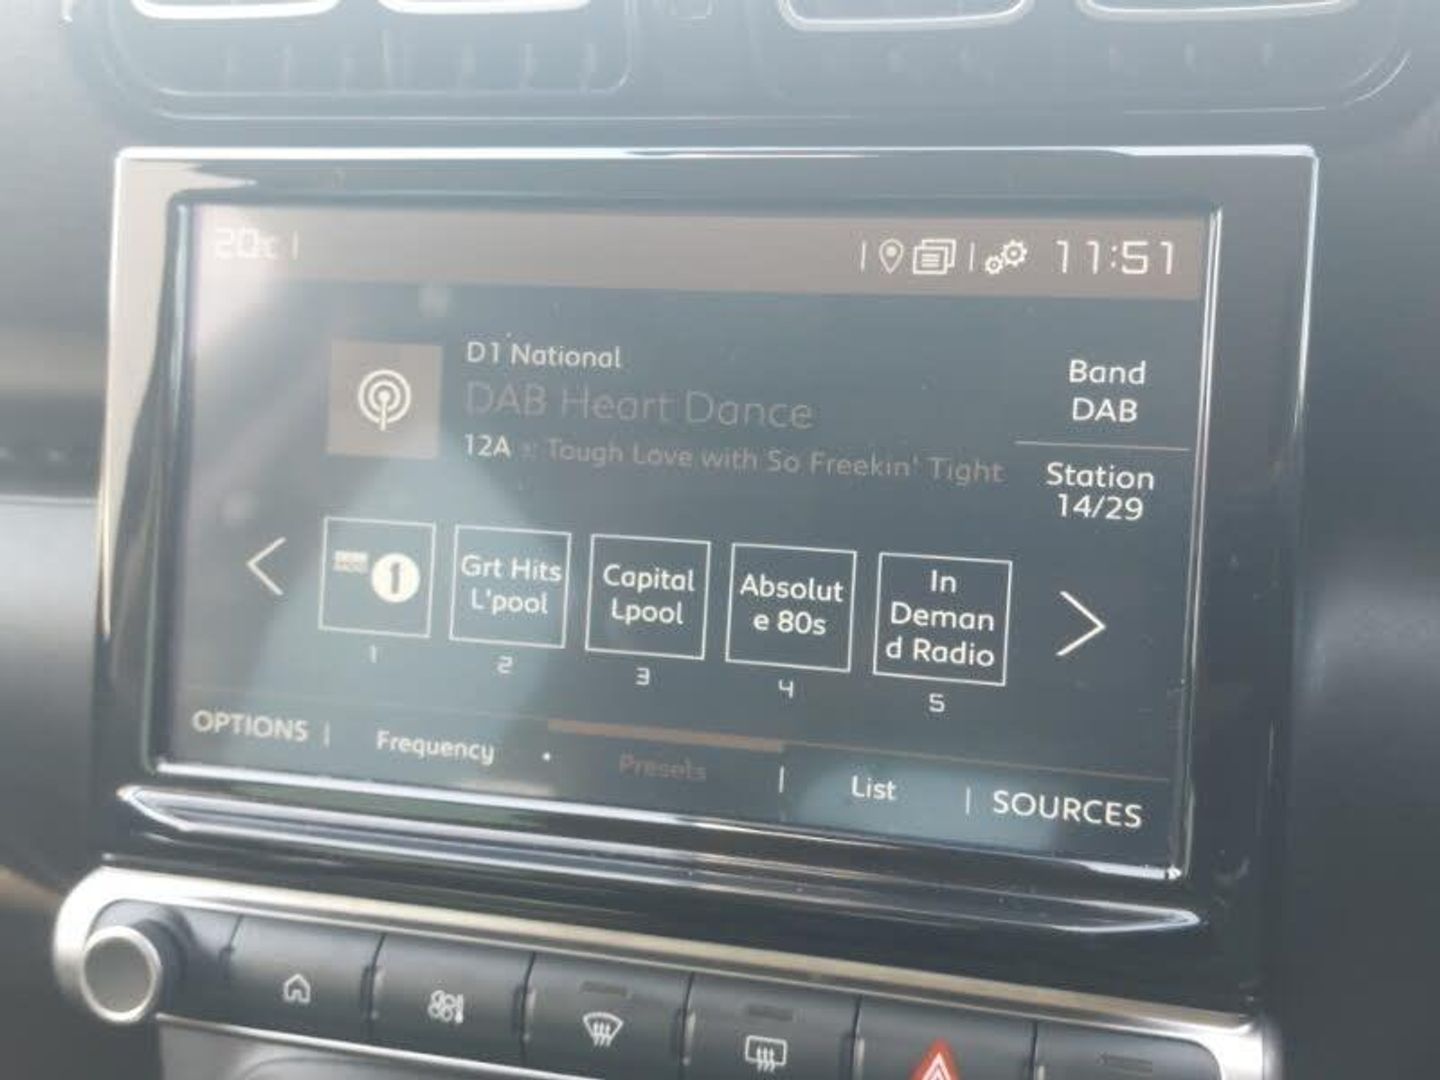 20°C
11:51
D1 National
DAB Heart Dance
12A :: Tough Love with So Freekin' Tight
Band
DAB
Station
14/29
1
Grt Hits
L'pool
Capital
Lpool
Absolut
e 80s
In
Deman
d Radio
1
2
3
4
5
OPTIONS
Frequency
Presets
List
SOURCES